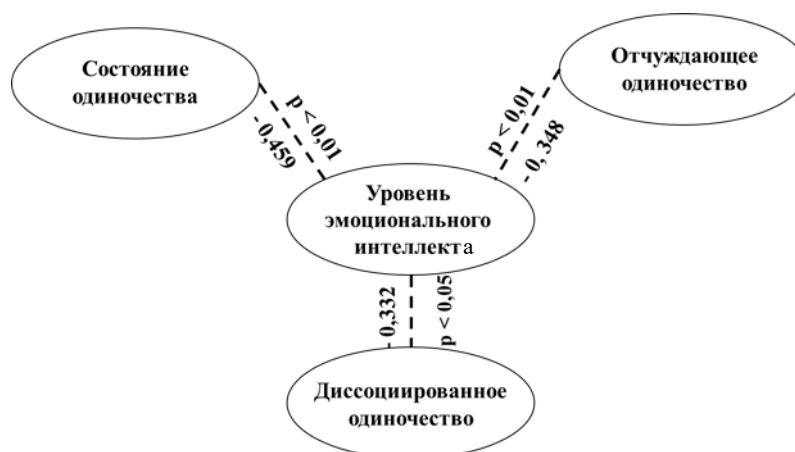 Состояние
одиночества
Отчуждающее
одиночество
p < 0,01
- 0,459
p < 0,01
- 0, 348
Уровень
эмоционального
интеллекта
- 0,332
p < 0,05
Диссоциированное
одиночество